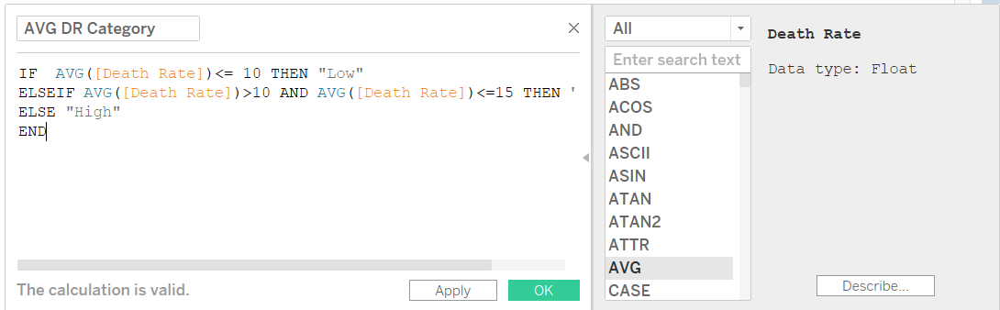 AVG DR Category
IF  AVG([Death Rate])<= 10 THEN "Low"
ELSEIF AVG([Death Rate])>10 AND AVG([Death Rate])<=15 THEN '
ELSE "High"
END
The calculation is valid.
Apply
OK
All
Enter search text
ABS
ACOS
AND
ASCII
ASIN
ATAN
ATAN2
ATTR
AVG
CASE
Death Rate
Data type: Float
Describe...